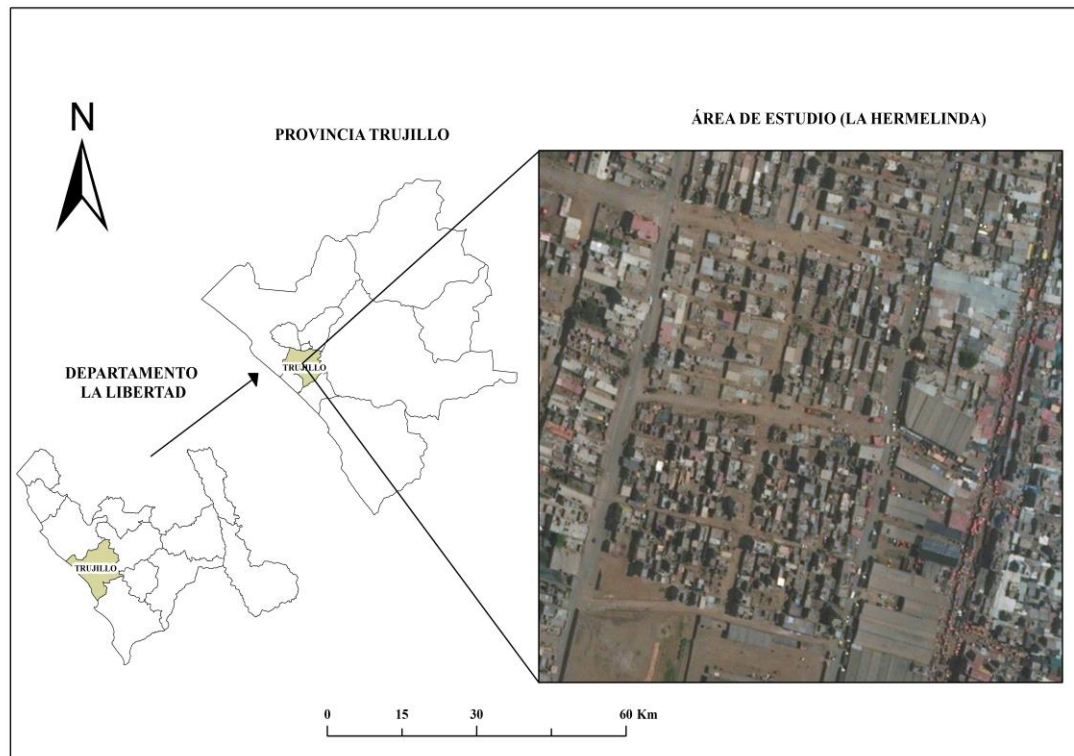 ÁREA DE ESTUDIO (LA HERMELINDA)
N
PROVINCIA TRUJILLO
TRUJILLO
DEPARTAMENTO
LA LIBERTAD
TRUJILLO
0 15 30 60 Km